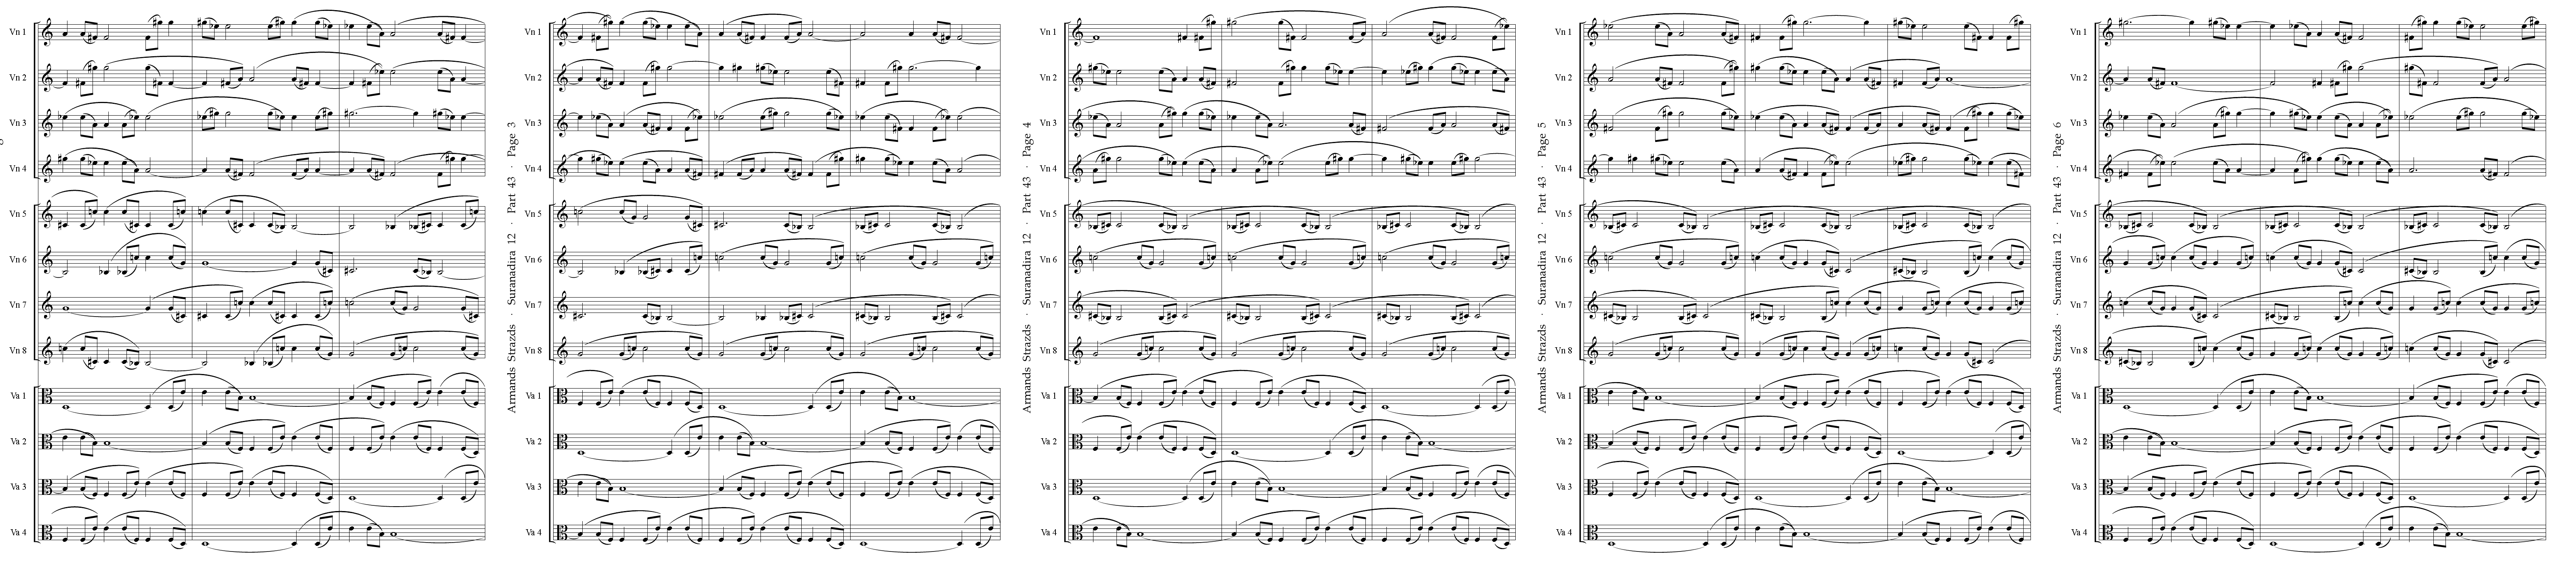 Vn 1
Vn 2
Vn 3
Vn 4
Vn 5
Vn 6
Vn 7
Vn 8
Va 1
Va 2
Va 3
Va 4
Armands Strazds · Suranadira 12 · Part 43 · Page 3
Vn 1
Vn 2
Vn 3
Vn 4
Vn 5
Vn 6
Vn 7
Vn 8
Va 1
Va 2
Va 3
Va 4
Armands Strazds · Suranadira 12 · Part 43 · Page 4
Vn 1
Vn 2
Vn 3
Vn 4
Vn 5
Vn 6
Vn 7
Vn 8
Va 1
Va 2
Va 3
Va 4
Armands Strazds · Suranadira 12 · Part 43 · Page 5
Vn 1
Vn 2
Vn 3
Vn 4
Vn 5
Vn 6
Vn 7
Vn 8
Va 1
Va 2
Va 3
Va 4
Armands Strazds · Suranadira 12 · Part 43 · Page 6
Vn 1
Vn 2
Vn 3
Vn 4
Vn 5
Vn 6
Vn 7
Vn 8
Va 1
Va 2
Va 3
Va 4